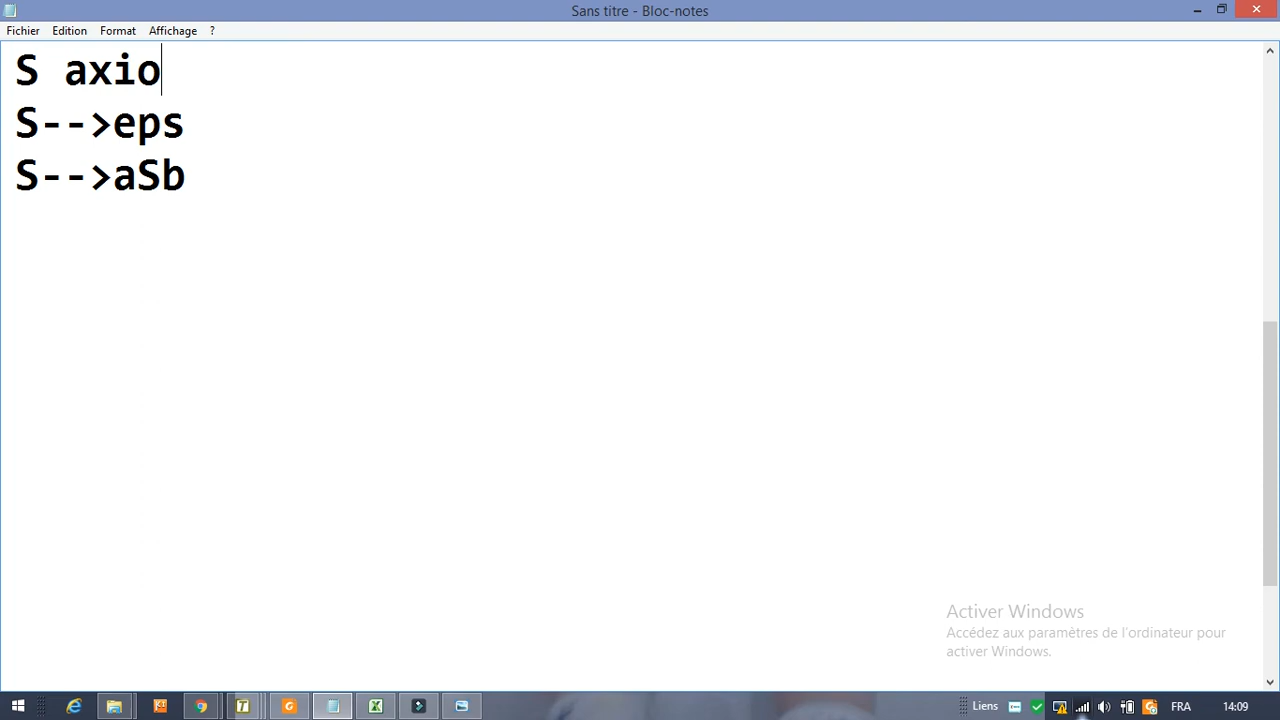 Sans titre - Bloc-notes
Fichier Edition Format Affichage ?
S axio
S-->eps
S-->aSb
Activer Windows
Accédez aux paramètres de l'ordinateur pour
activer Windows.
Liens FRA 14:09